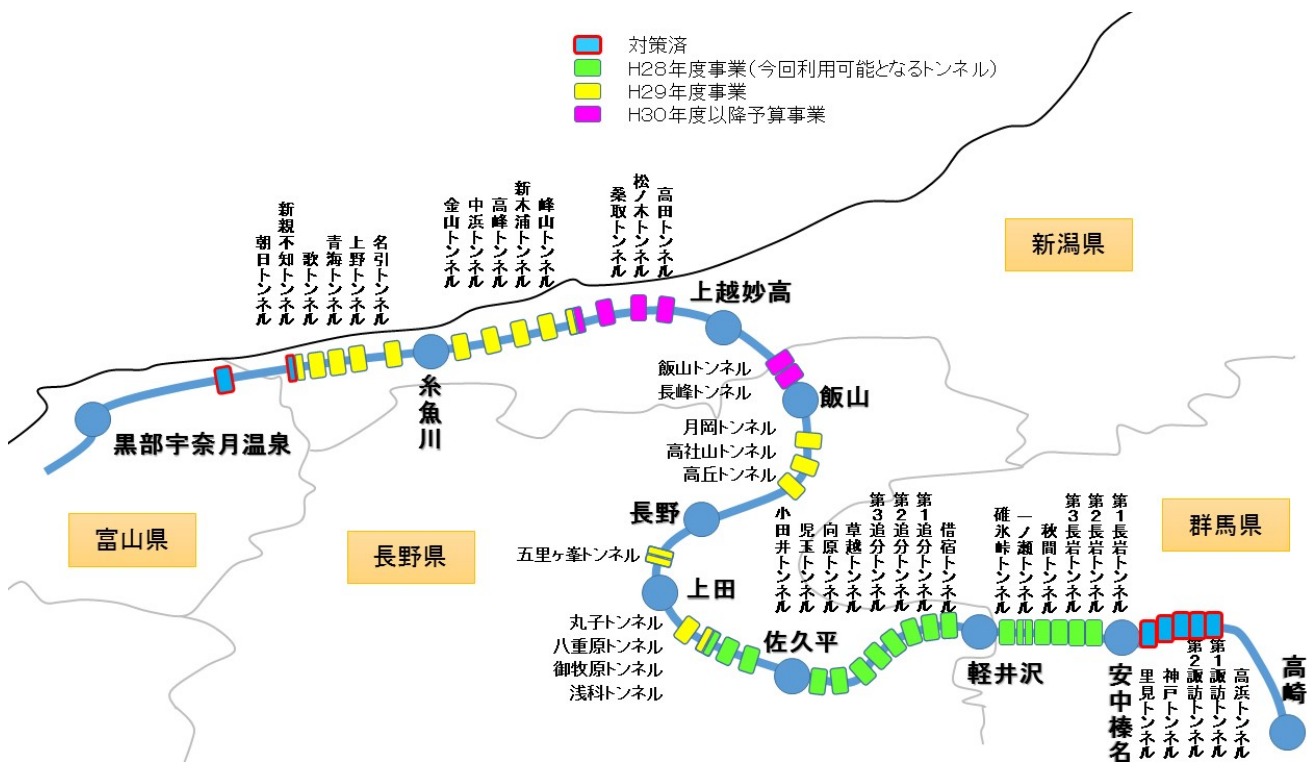 対策済
H28年度事業(今回利用可能となるトンネル)
H29年度事業
H30年度以降予算事業
朝日トンネル
新親不知トンネル
歌トンネル
青海トンネル
上野トンネル
名引トンネル
金山トンネル
中浜トンネル
高峰トンネル
新木浦トンネル
峰山トンネル
桑取トンネル
松ノ木トンネル
高田トンネル
新潟県
上越妙高
飯山トンネル
長峰トンネル
飯山
糸魚川
黒部宇奈月温泉
月岡トンネル
高社山トンネル
高丘トンネル
富山県
長野県
長野
群馬県
五里ヶ峯トンネル
上田
小田井トンネル
児玉トンネル
向原トンネル
草越トンネル
第3追分トンネル
第2追分トンネル
第1追分トンネル
借宿トンネル
碓氷峠トンネル
一ノ瀬トンネル
秋間トンネル
第3長岩トンネル
第2長岩トンネル
第1長岩トンネル
丸子トンネル
八重原トンネル
御牧原トンネル
浅科トンネル
佐久平
軽井沢
安中榛名
里見トンネル
神戸トンネル
第2諏訪トンネル
第1諏訪トンネル
高浜トンネル
高崎